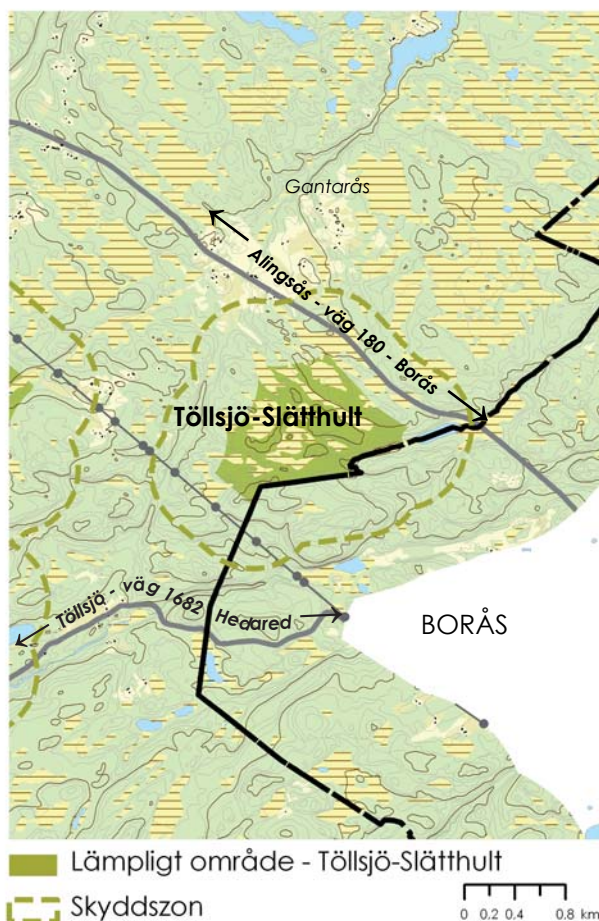 Gantarås
Alingsås - väg 180 - Borås
Töllsjö-Slätthult
Töllsjö - väg 1682 Hedared
BORÅS
Lämpligt område - Töllsjö-Slätthult
Skyddszon
0 0.2 0.4 0.8 km